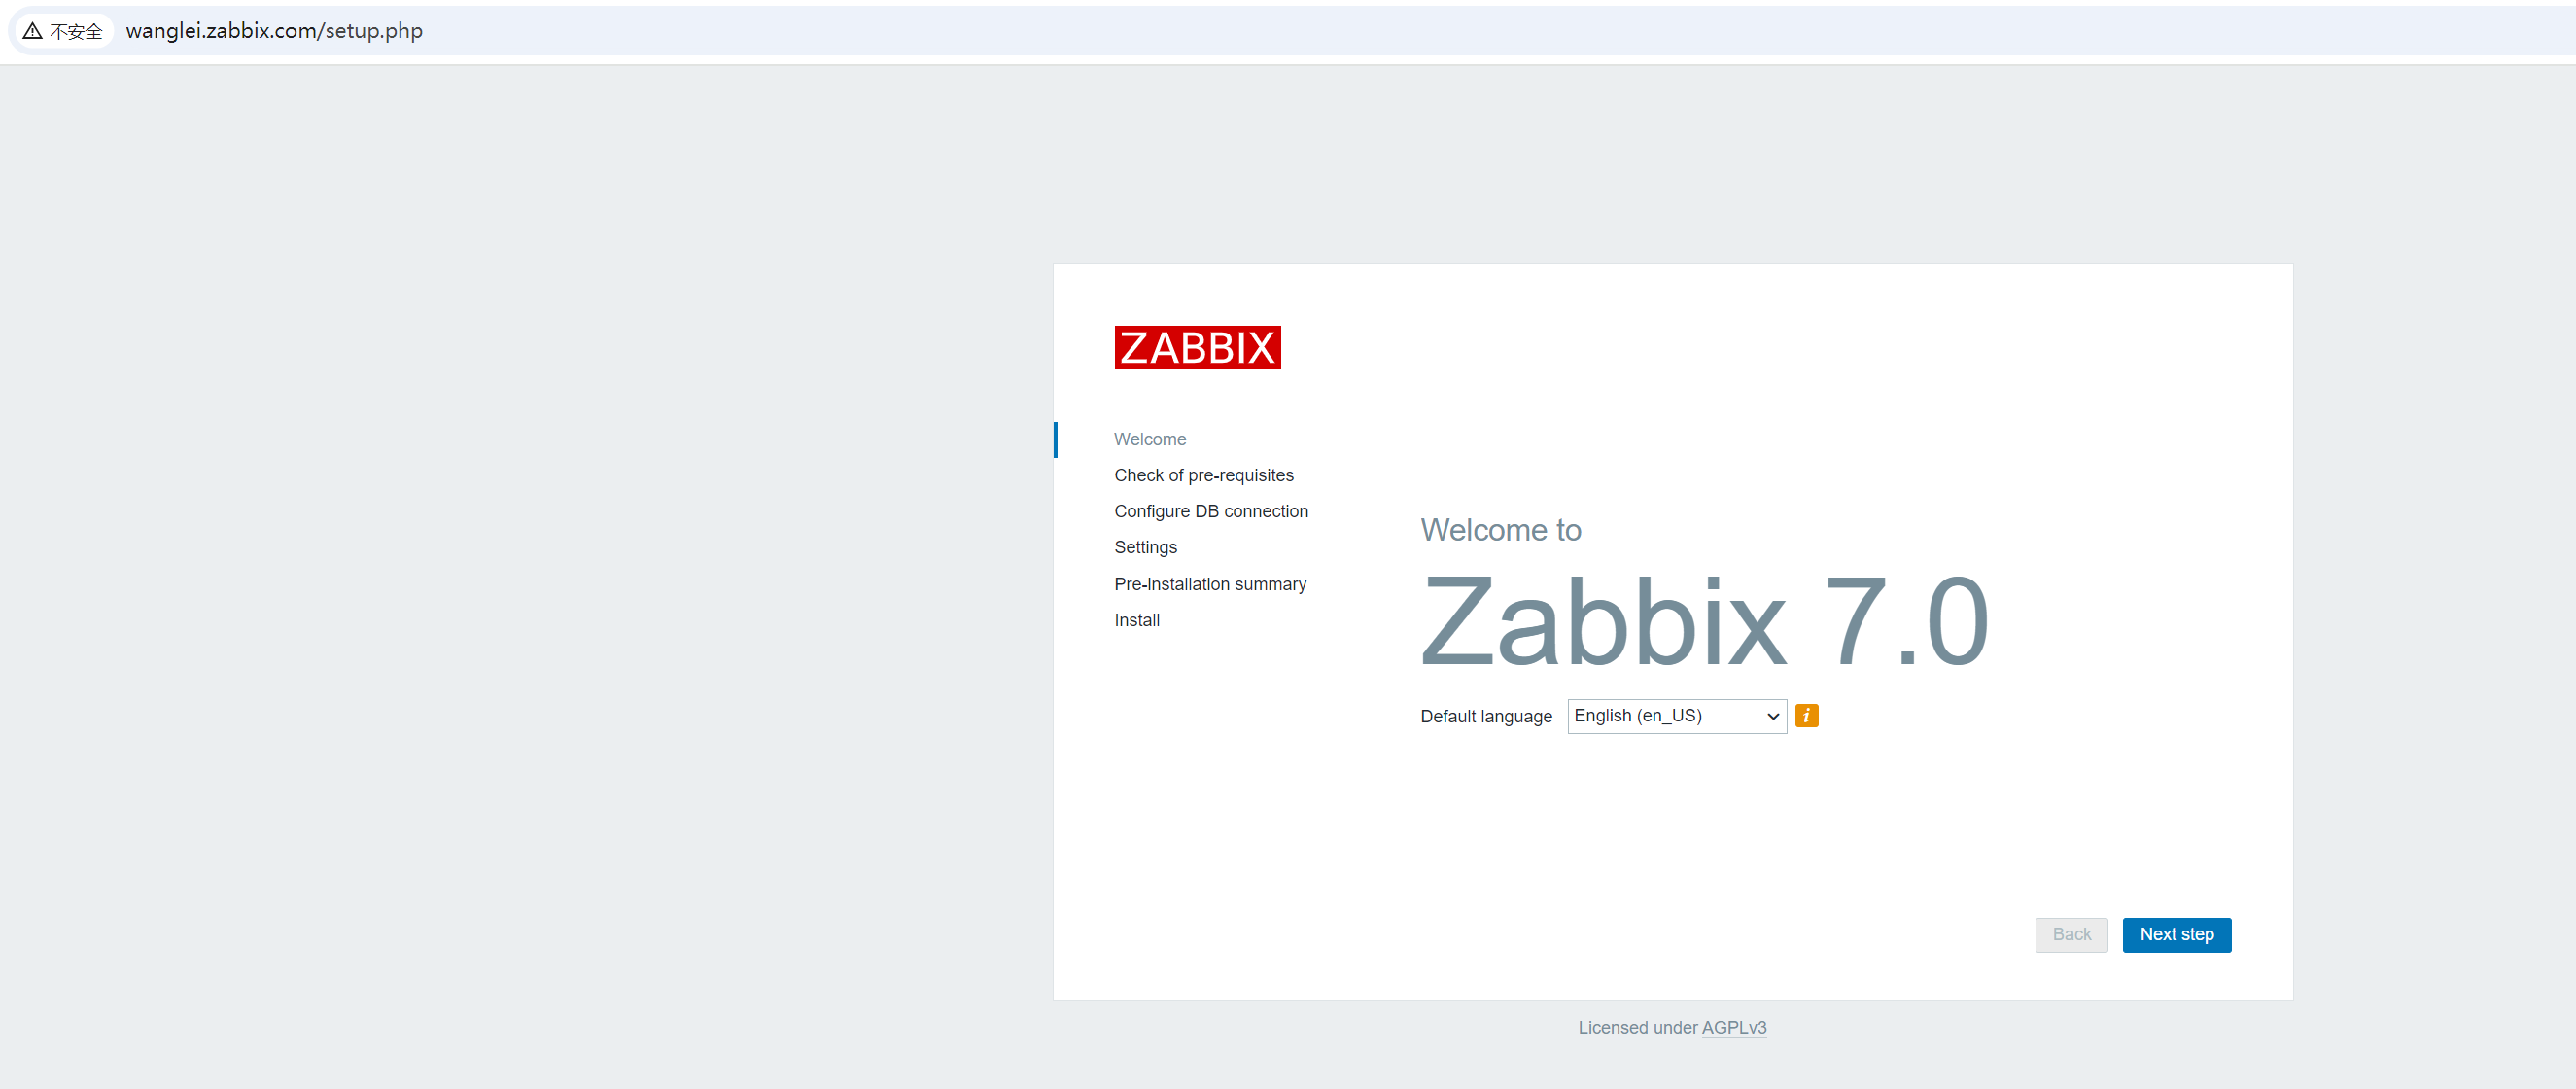 不安全 wanglei.zabbix.com/setup.php
ZABBIX
Welcome
Check of pre-requisites
Configure DB connection
Settings
Pre-installation summary
Install
Welcome to
Zabbix 7.0
Default language English (en_US) i
Back Next step
Licensed under AGPLv3